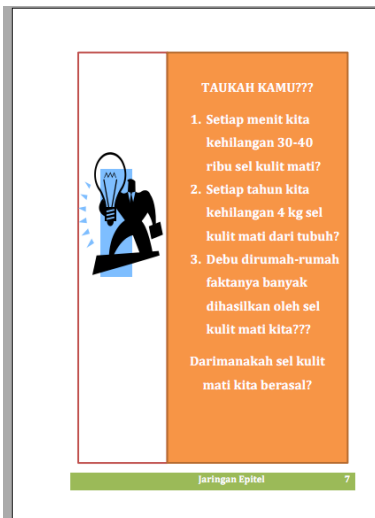 TAUKAH KAMU???
1. Setiap menit kita
kehilangan 30-40
ribu sel kulit mati?
2. Setiap tahun kita
kehilangan 4 kg sel
kulit mati dari tubuh?
3. Debu dirumah-rumah
faktanya banyak
dihasilkan oleh sel
kulit mati kita???
Darimanakah sel kulit
mati kita berasal?
Jaringan Epitel 7